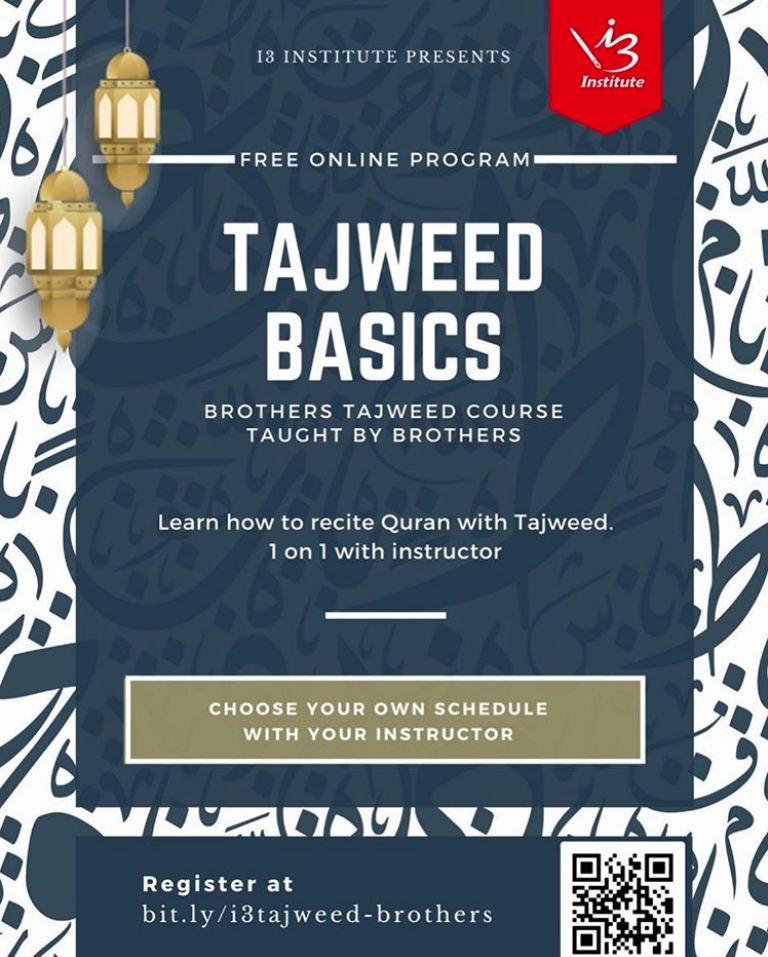 I3 INSTITUTE PRESENTS
i3
Institute
FREE ONLINE PROGRAM
TAJWEED
BASICS
BROTHERS TAJWEED COURSE
TAUGHT BY BROTHERS
Learn how to recite Quran with Tajweed.
1 on 1 with instructor
CHOOSE YOUR OWN SCHEDULE
WITH YOUR INSTRUCTOR
Register at
bit.ly/i3tajweed-brothers